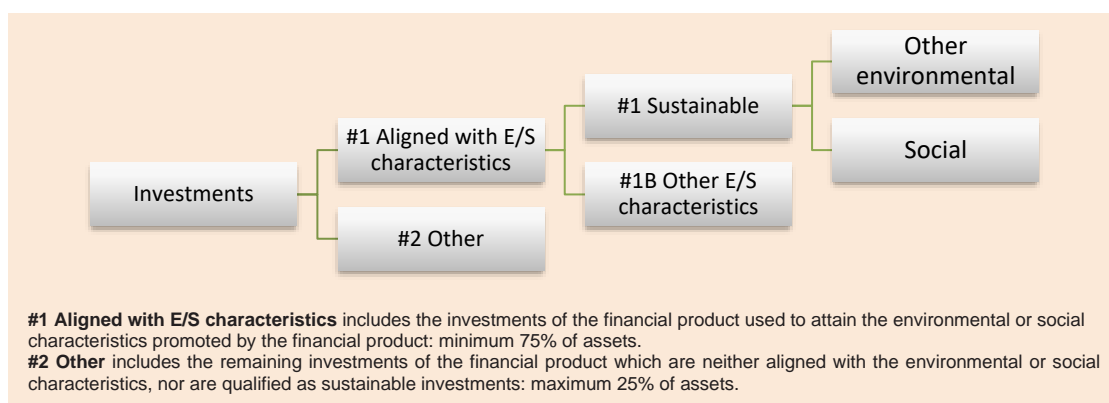 Other
environmental
#1 Sustainable
#1 Aligned with E/S
characteristics
Social
Investments
#1B Other E/S
characteristics
#2 Other
#1 Aligned with E/S characteristics includes the investments of the financial product used to attain the environmental or social
characteristics promoted by the financial product: minimum 75% of assets.
#2 Other includes the remaining investments of the financial product which are neither aligned with the environmental or social
characteristics, nor are qualified as sustainable investments: maximum 25% of assets.